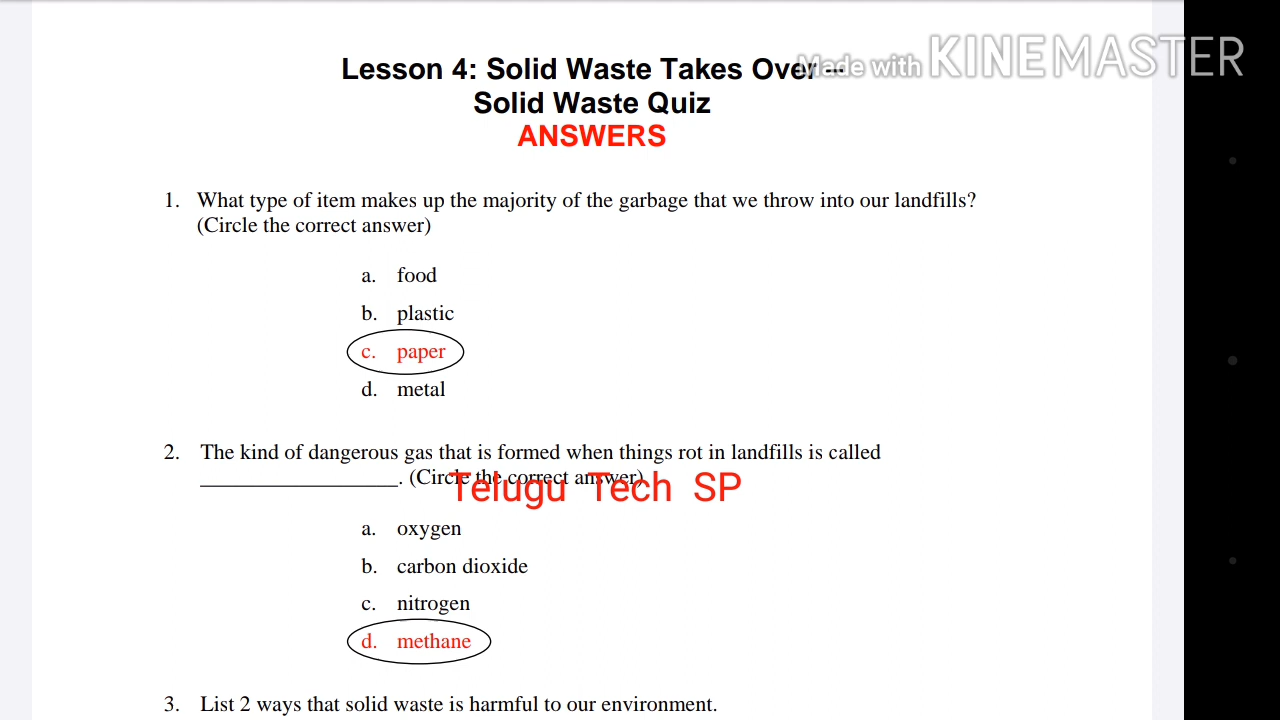 Made with KINEMASTER
Lesson 4: Solid Waste Takes Over –
Solid Waste Quiz
ANSWERS
1. What type of item makes up the majority of the garbage that we throw into our landfills?
(Circle the correct answer)
a. food
b. plastic
c. paper
d. metal
2. The kind of dangerous gas that is formed when things rot in landfills is called
__________________. (Circle the correct answer)
Telugu Tech SP
a. oxygen
b. carbon dioxide
c. nitrogen
d. methane
3. List 2 ways that solid waste is harmful to our environment.